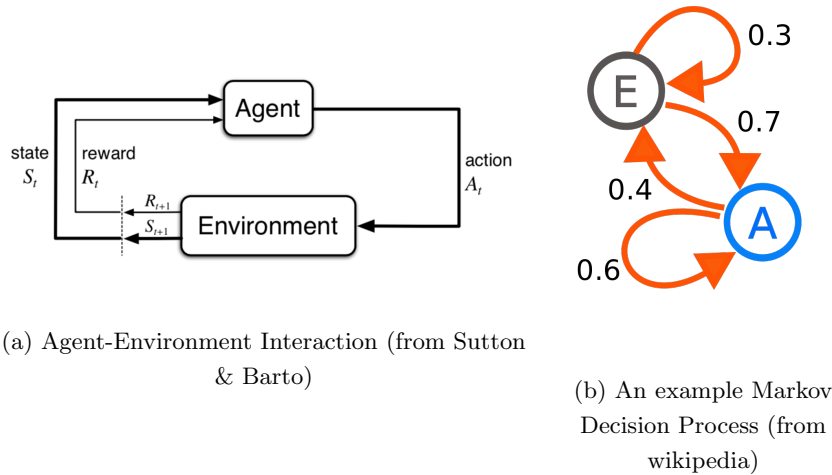 Agent
state
S_t
reward
R_t
action
A_t
R_{t+1}
S_{t+1}
Environment
(a) Agent-Environment Interaction (from Sutton
& Barto)
0.3
E
0.7
0.4
A
0.6
(b) An example Markov
Decision Process (from
wikipedia)